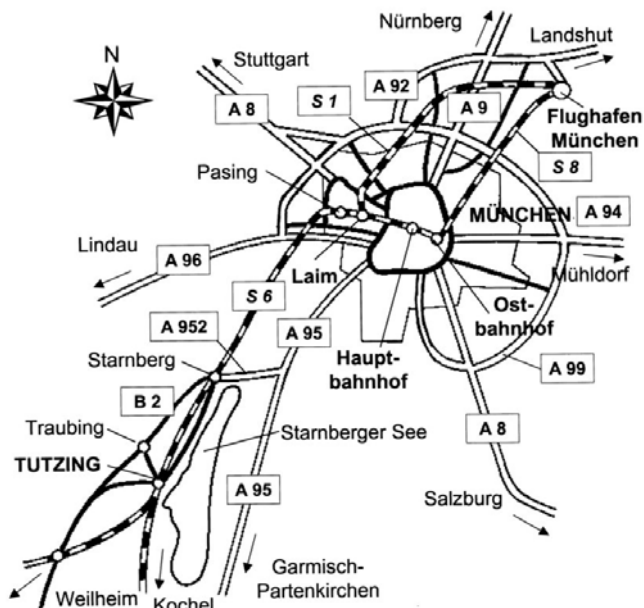 Nürnberg
Landshut
N
Stuttgart
A 92
S 1
A 9
A 8
Flughafen
München
Pasing
S 8
MÜNCHEN
A 94
Lindau
A 96
Laim
Mühldorf
S 6
Ost-
bahnhof
A 952
A 95
Haupt-
bahnhof
Starnberg
A 99
B 2
Traubing
Starnberger See
A 8
TUTZING
A 95
Salzburg
Garmisch-
Partenkirchen
Weilheim
Kochel